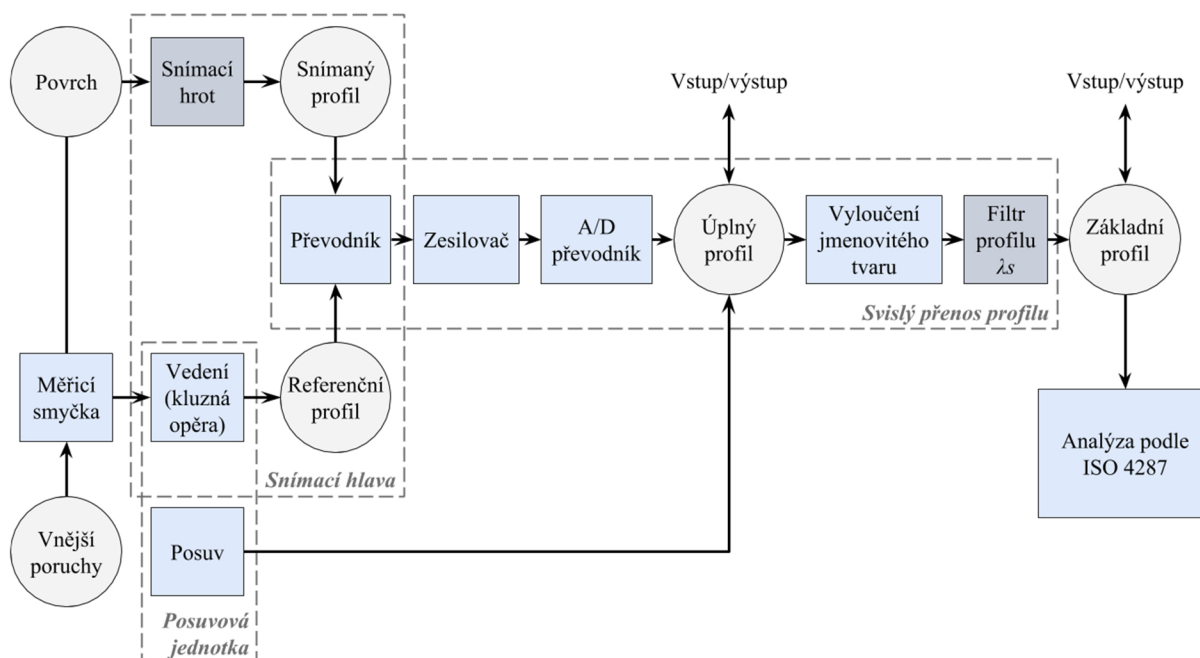 Povrch
Snímací
hrot
Snímaný
profil
Vstup/výstup
Vstup/výstup
Převodník
Zesilovač
A/D
převodník
Úplný
profil
Vyloučení
jmenovitého
tvaru
Filtr
profilu
λs
Základní
profil
Svislý přenos profilu
Měřicí
smyčka
Vedení
(kluzná
opěra)
Referenční
profil
Analýza podle
ISO 4287
Snímací hlava
Vnější
poruchy
Posuv
Posuvová
jednotka